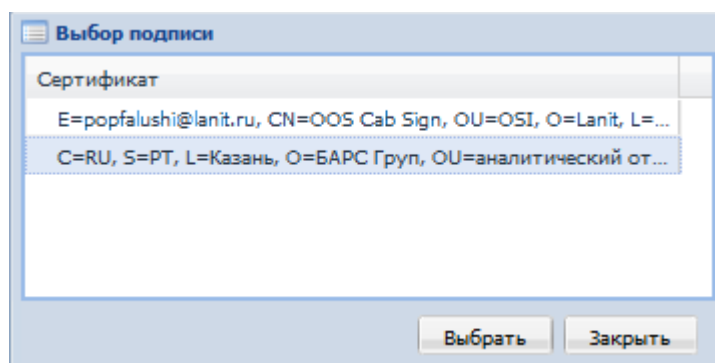 Выбор подписи
Сертификат
E=popfalushi@lanit.ru, CN=OOS Cab Sign, OU=OSI, O=Lanit, L=...
C=RU, S=PT, L=Казань, O=БАРС Груп, OU=аналитический от...
Выбрать Закрыть